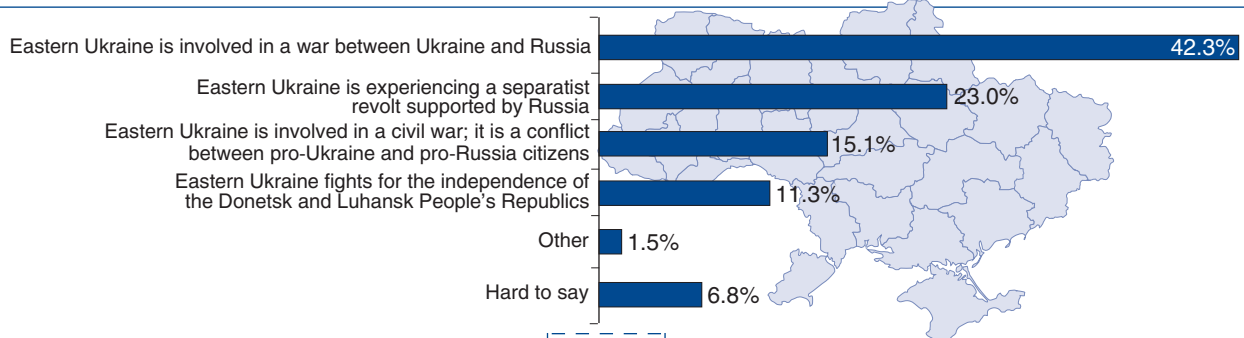 Eastern Ukraine is involved in a war between Ukraine and Russia
42.3%
Eastern Ukraine is experiencing a separatist
revolt supported by Russia
23.0%
Eastern Ukraine is involved in a civil war; it is a conflict
between pro-Ukraine and pro-Russia citizens
15.1%
Eastern Ukraine fights for the independence of
the Donetsk and Luhansk People’s Republics
11.3%
Other
1.5%
Hard to say
6.8%